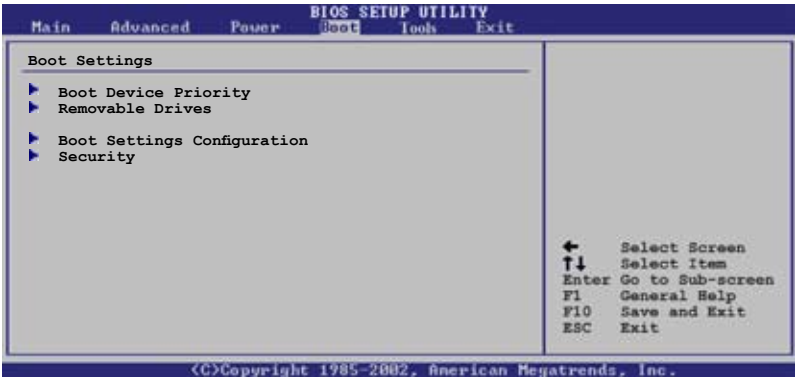 BIOS SETUP UTILITY
Main Advanced Power Boot Tools Exit
Boot Settings
Boot Device Priority
Removable Drives
Boot Settings Configuration
Security
← Select Screen
↑↓ Select Item
Enter Go to Sub-screen
F1 General Help
F10 Save and Exit
ESC Exit
(C)Copyright 1985-2002, American Megatrends, Inc.